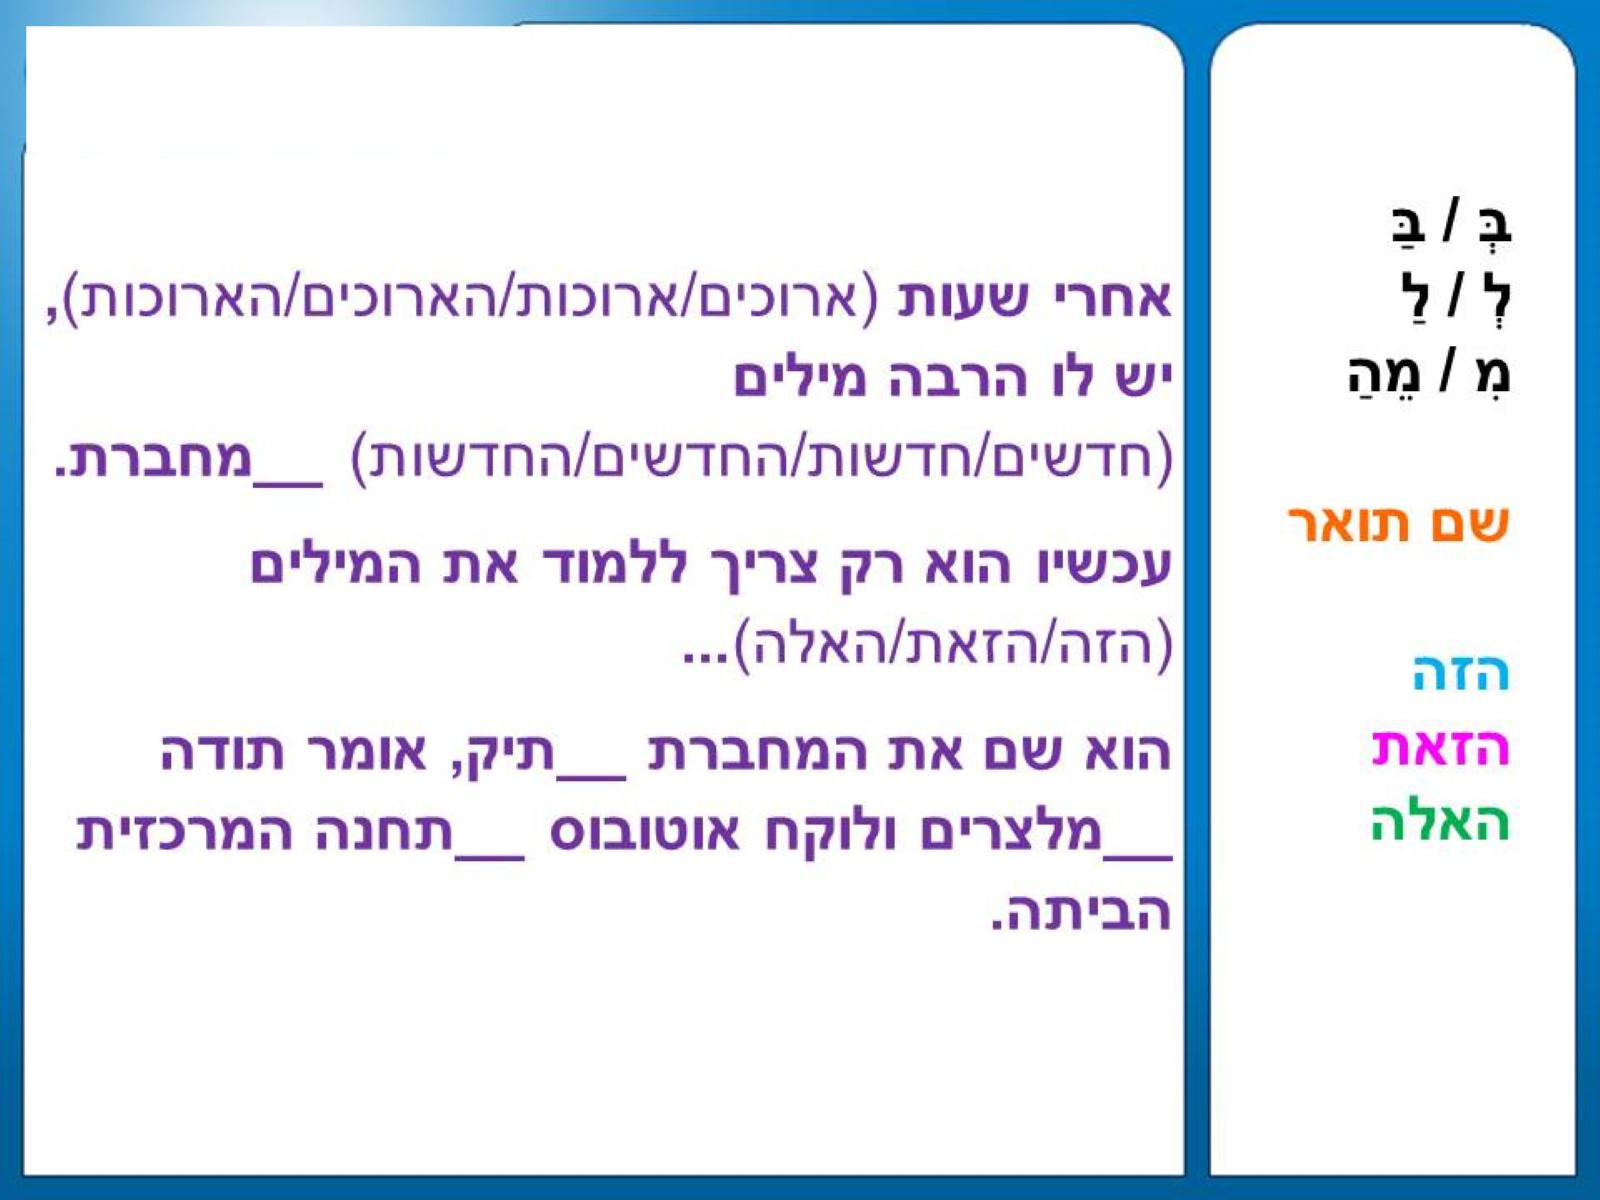 בְּ / בַּ
לְ / לַ
מִ / מֵהַ
שם תואר
הזה
הזאת
האלה
אחרי שעות (ארוכים/ארוכות/הארוכים/הארוכות),
יש לו הרבה מילים
(חדשים/חדשות/החדשים/החדשות) __מחברת.
עכשיו הוא רק צריך ללמוד את המילים
(הזה/הזאת/האלה)...
הוא שם את המחברת __תיק, אומר תודה
__מלצרים ולוקח אוטובוס __תחנה המרכזית
הביתה.